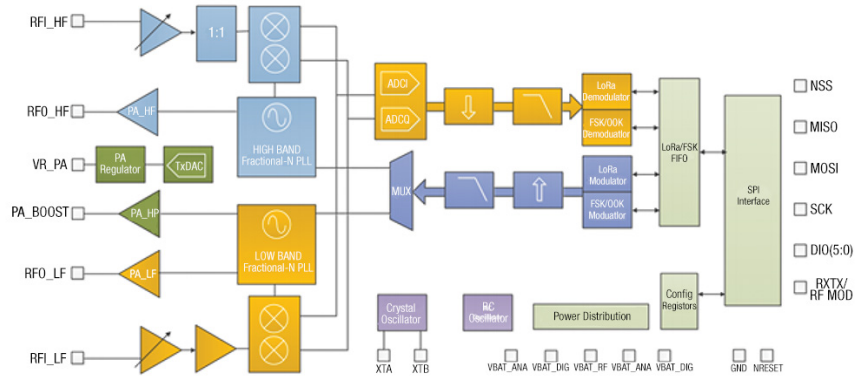 RFI_HF
1:1
RFO_HF
PA_HF
HIGH BAND
Fractional-N PLL
VR_PA
PA
Regulator
TxDAC
PA_BOOST
PA_HP
LOW BAND
Fractional-N PLL
RFO_LF
PA_LF
RFI_LF
ADCI
ADCQ
MUX
LoRa
Demodulator
FSK/OOK
Demoduatlor
LoRa
Modulator
FSK/OOK
Moduatlor
LoRa/FSK
FIFO
SPI
Interface
NSS
MISO
MOSI
SCK
DIO(5:0)
RXTX/
RF MOD
Crystal
Oscillator
RC
Oscillator
Power Distribution
Config
Registors
XTA
XTB
VBAT_ANA
VBAT_DIG
VBAT_RF
VBAT_ANA
VBAT_DIG
GND
NRESET